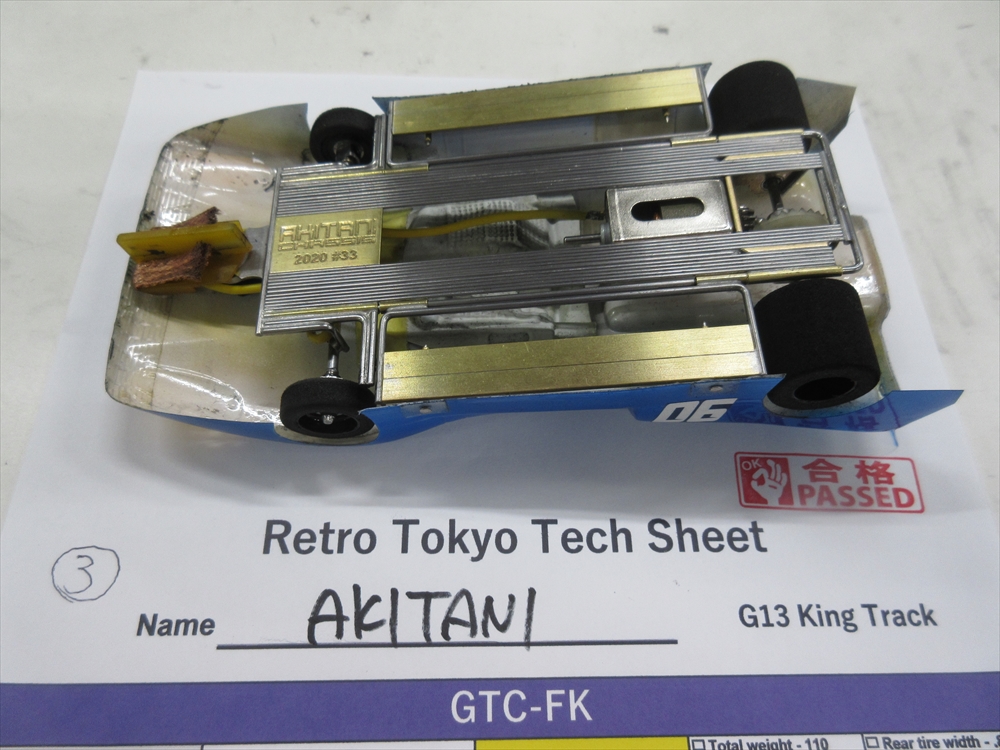 AKITANI
CHASSIS
2020 #33
06
OK 合格
PASSED
Retro Tokyo Tech Sheet
3
Name AKITANI
G13 King Track
GTC-FK
Total weight - 110
Rear tire width -